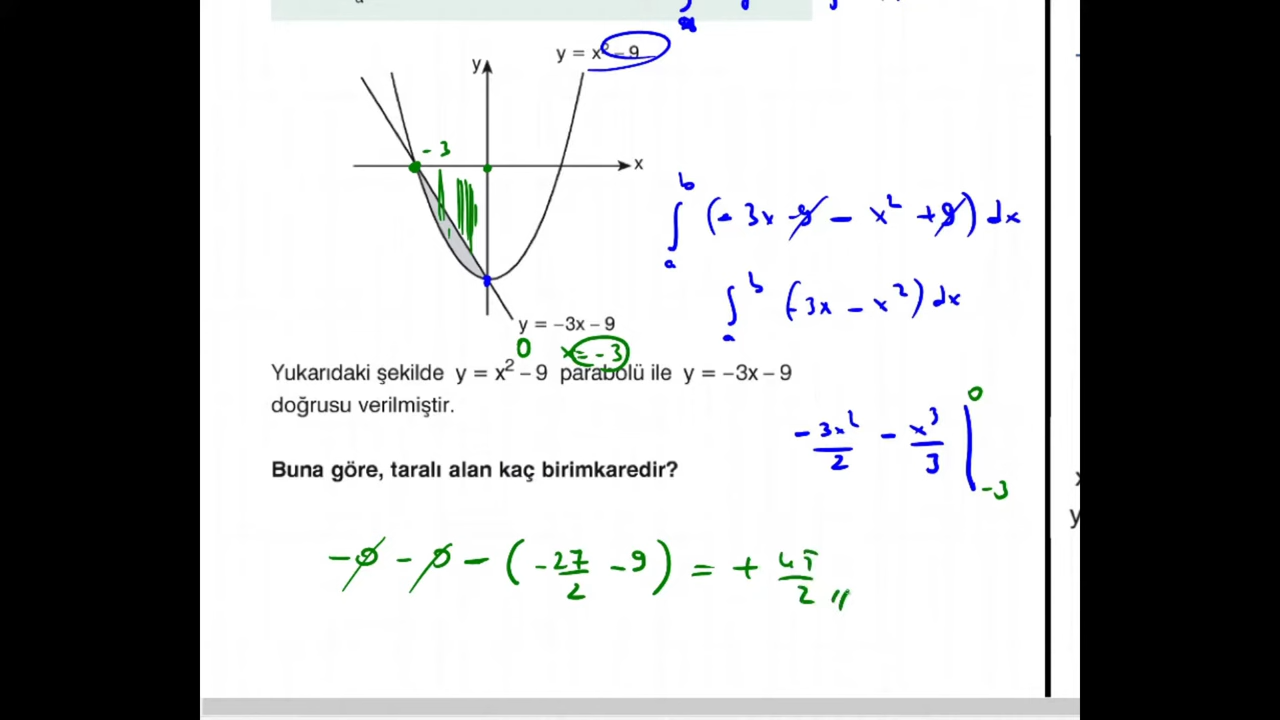 y = x² – 9
y
– 3
x
b
∫ (– 3x – 9 – x² + 9) dx
a
b
∫ (– 3x – x²) dx
a
y = –3x – 9
0 x = – 3
Yukarıdaki şekilde y = x² – 9 parabolü ile y = –3x – 9
doğrusu verilmiştir.
– 3x²/2 – x³/3 | 0 –3
Buna göre, taralı alan kaç birimkaredir?
– 0 – 0 – (– 27/2 – 9) = + 45/2 //